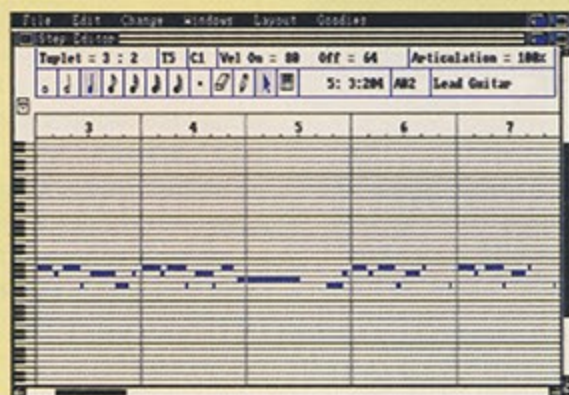 File Edit Change Windows Layout Goodies
Step Editor
Tuplet = 3 : 2 T5 C1 Vel On = 80 Off = 64 Articulation = 100%
5: 3:204 A02 Lead Guitar
3 4 5 6 7